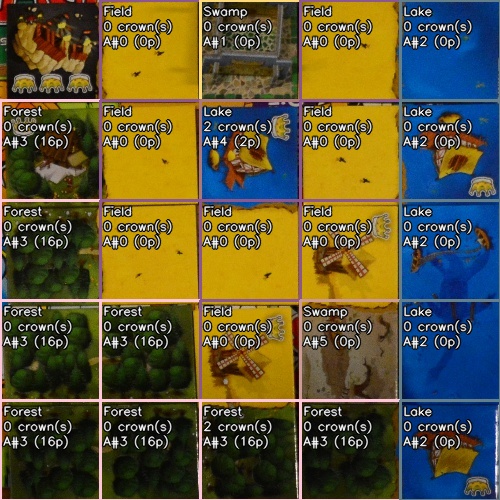 Field
0 crown(s)
A#0 (0p)
Swamp
0 crown(s)
A#1 (0p)
Field
0 crown(s)
A#0 (0p)
Lake
0 crown(s)
A#2 (0p)
Forest
0 crown(s)
A#3 (16p)
Field
0 crown(s)
A#0 (0p)
Lake
2 crown(s)
A#4 (2p)
Field
0 crown(s)
A#0 (0p)
Lake
0 crown(s)
A#2 (0p)
Forest
0 crown(s)
A#3 (16p)
Field
0 crown(s)
A#0 (0p)
Field
0 crown(s)
A#0 (0p)
Field
0 crown(s)
A#0 (0p)
Lake
0 crown(s)
A#2 (0p)
Forest
0 crown(s)
A#3 (16p)
Forest
0 crown(s)
A#3 (16p)
Field
0 crown(s)
A#0 (0p)
Swamp
0 crown(s)
A#5 (0p)
Lake
0 crown(s)
A#2 (0p)
Forest
0 crown(s)
A#3 (16p)
Forest
0 crown(s)
A#3 (16p)
Forest
2 crown(s)
A#3 (16p)
Forest
0 crown(s)
A#3 (16p)
Lake
0 crown(s)
A#2 (0p)